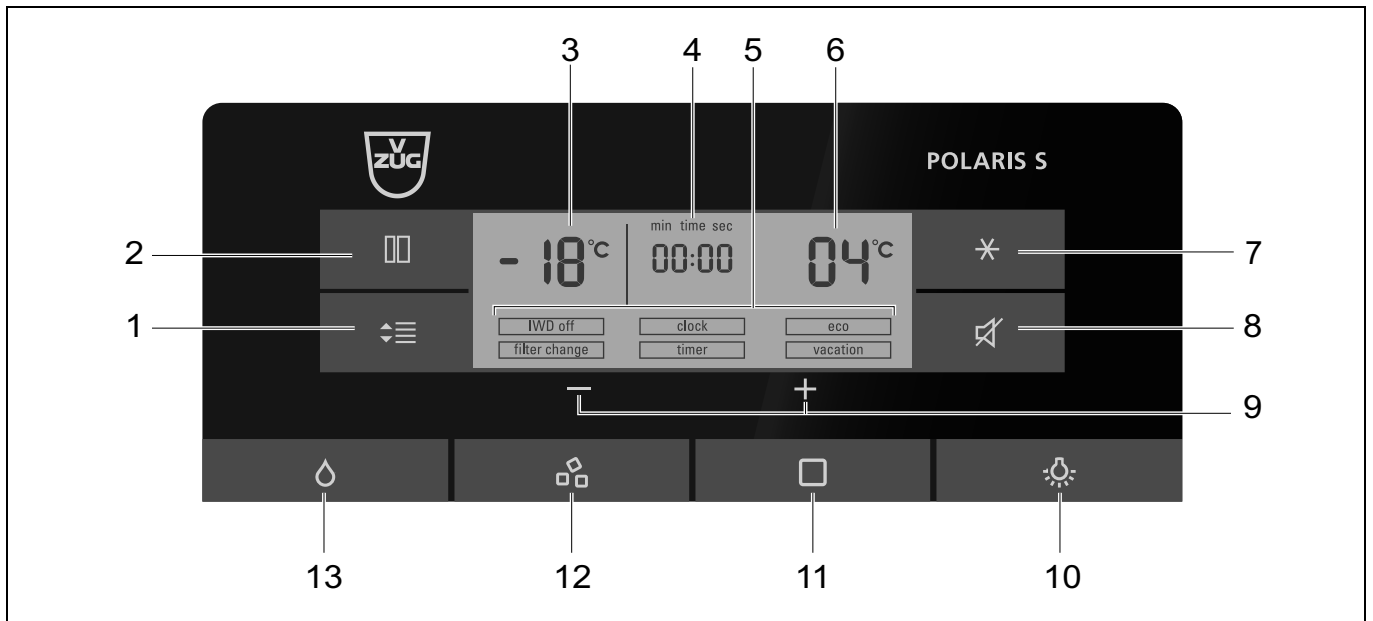 3 4 5 6
V
ZUG
POLARIS S
min time sec
2 - 18 °C 00:00 04 °C 7
1 IWD off clock eco 8
filter change timer vacation
− + 9
13 12 11 10